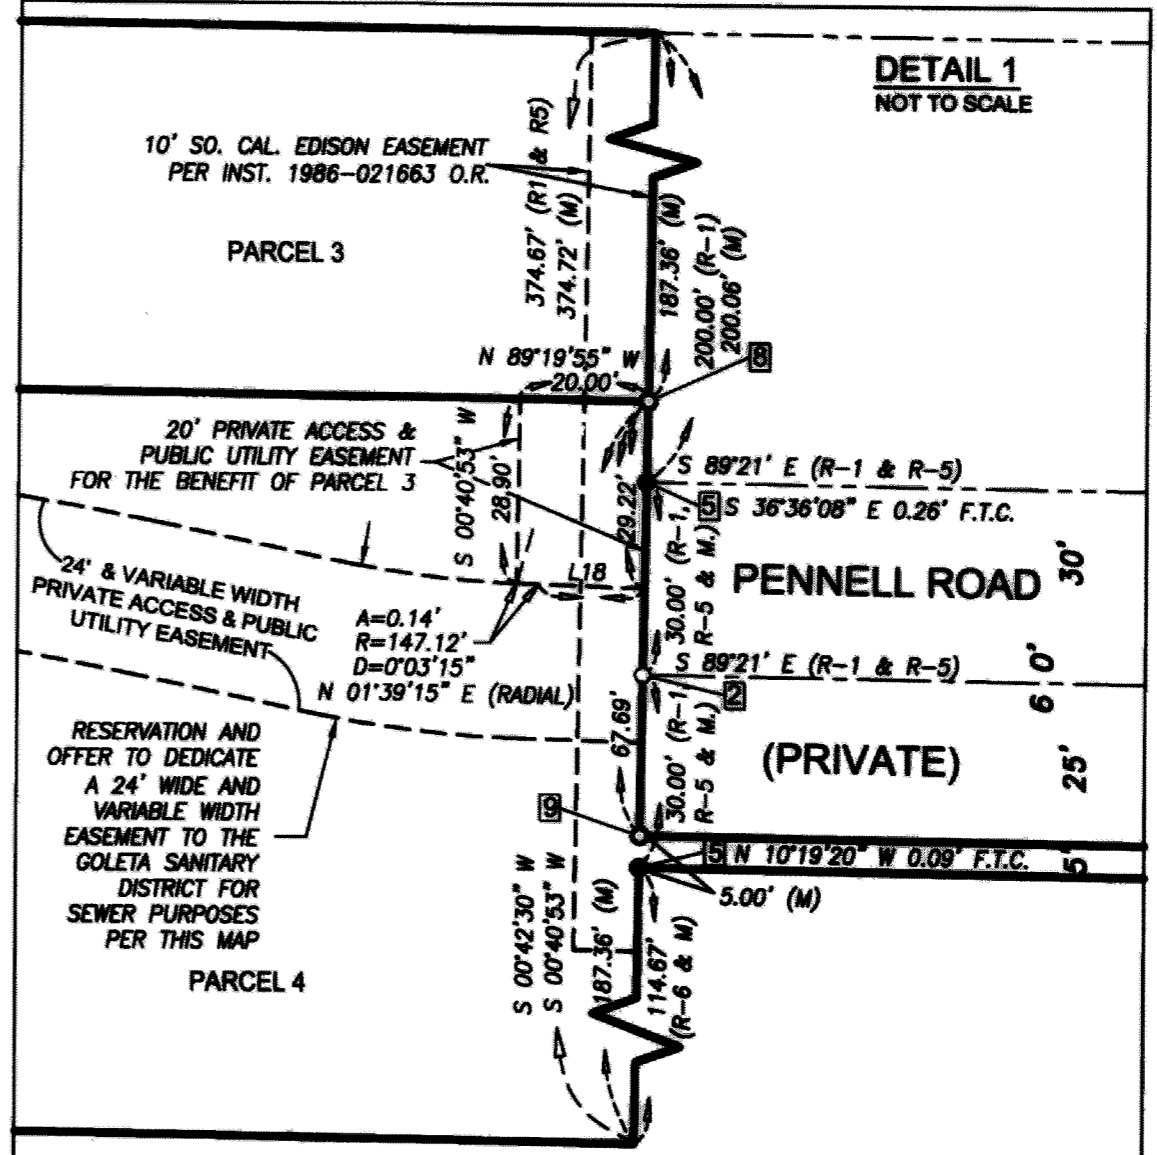 DETAIL 1
NOT TO SCALE
10' SO. CAL. EDISON EASEMENT
PER INST. 1986-021663 O.R.
374.67' (R1 & R5)
374.72' (M)
187.36' (M)
200.00' (R-1)
200.06' (M)
PARCEL 3
N 89°19'55" W
20.00'
8
20' PRIVATE ACCESS &
PUBLIC UTILITY EASEMENT
FOR THE BENEFIT OF PARCEL 3
S 00°40'53" W
28.90'
29.22'
S 89°21' E (R-1 & R-5)
5 S 36°36'08" E 0.26' F.T.C.
30.00' (R-1,
R-5 & M.)
PENNELL ROAD
30'
24' & VARIABLE WIDTH
PRIVATE ACCESS & PUBLIC
UTILITY EASEMENT
L18
A=0.14'
R=147.12'
D=0°03'15"
N 01°39'15" E (RADIAL)
S 89°21' E (R-1 & R-5)
2
60'
67.69'
30.00' (R-1,
R-5 & M.)
(PRIVATE)
25'
RESERVATION AND
OFFER TO DEDICATE
A 24' WIDE AND
VARIABLE WIDTH
EASEMENT TO THE
GOLETA SANITARY
DISTRICT FOR
SEWER PURPOSES
PER THIS MAP
9
5 N 10°19'20" W 0.09' F.T.C.
5'
5.00' (M)
S 00°42'30" W
S 00°40'53" W
187.36' (M)
114.67'
(R-6 & M)
PARCEL 4